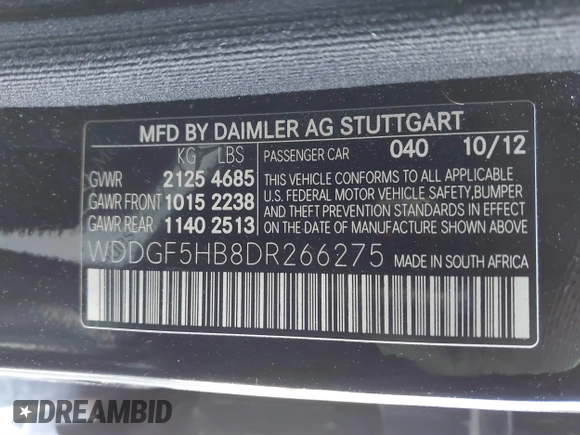 MFD BY DAIMLER AG STUTTGART
KG LBS PASSENGER CAR 040 10/12
GVWR 2125 4685 THIS VEHICLE CONFORMS TO ALL APPLICABLE
GAWR FRONT 1015 2238 U.S. FEDERAL MOTOR VEHICLE SAFETY, BUMPER
AND THEFT PREVENTION STANDARDS IN EFFECT
GAWR REAR 1140 2513 ON THE DATE OF MANUFACTURE SHOWN ABOVE
WDDGF5HB8DR266275 MADE IN SOUTH AFRICA
DREAMBID